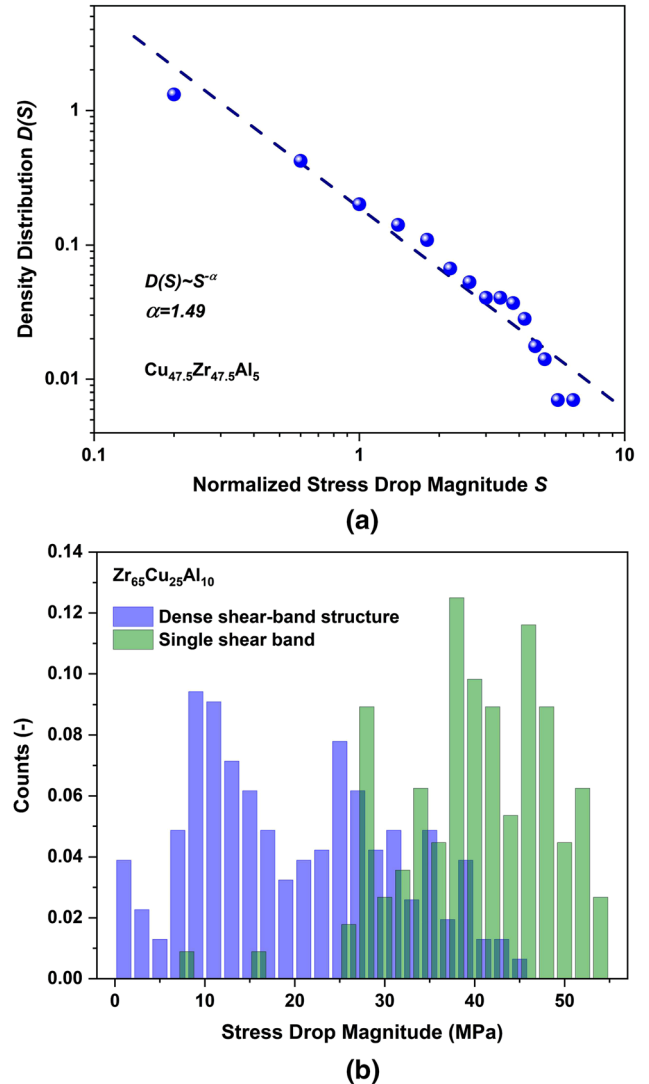 1
0.1
0.01
0.1
1
10
Density Distribution D(S)
D(S)~S^-α
α=1.49
Cu47.5Zr47.5Al5
Normalized Stress Drop Magnitude S
(a)
0.14
0.12
0.10
0.08
0.06
0.04
0.02
0.00
Counts (-)
Zr65Cu25Al10
Dense shear-band structure
Single shear band
0 10 20 30 40 50
Stress Drop Magnitude (MPa)
(b)